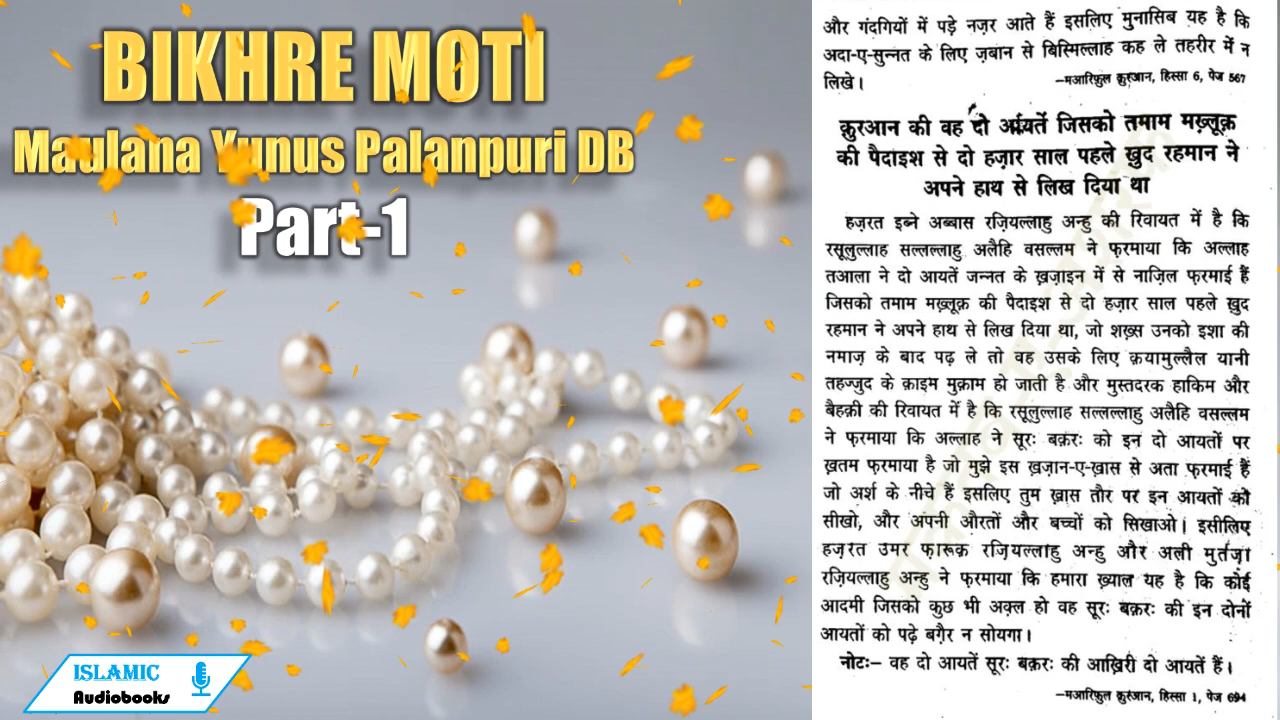 BIKHRE MOTI
Maulana Yunus Palanpuri DB
Part-1
ISLAMIC
Audiobooks
और गंदगियों में पड़े नज़र आते हैं इसलिए मुनासिब यह है कि
अदा-ए-सुन्नत के लिए ज़बान से बिस्मिल्लाह कह ले तहरीर में न
लिखे।
–मआरिफ़ुल क़ुरआन, हिस्सा 6, पेज 567
क़ुरआन की वह दो आयतें जिसको तमाम मख़्लूक़
की पैदाइश से दो हज़ार साल पहले ख़ुद रहमान ने
अपने हाथ से लिख दिया था
हज़रत इब्ने अब्बास रज़ियल्लाहु अन्हु की रिवायत में है कि
रसूलुल्लाह सल्लल्लाहु अलैहि वसल्लम ने फ़रमाया कि अल्लाह
तआला ने दो आयतें जन्नत के ख़ज़ाइन में से नाज़िल फ़रमाई हैं
जिसको तमाम मख़्लूक़ की पैदाइश से दो हज़ार साल पहले ख़ुद
रहमान ने अपने हाथ से लिख दिया था, जो शख़्स उनको इशा की
नमाज़ के बाद पढ़ ले तो वह उसके लिए क़यामुल्लैल यानी
तहज्जुद के क़ाइम मुक़ाम हो जाती है और मुस्तदरक हाकिम और
बैहक़ी की रिवायत में है कि रसूलुल्लाह सल्लल्लाहु अलैहि वसल्लम
ने फ़रमाया कि अल्लाह ने सूरः बक़रः को इन दो आयतों पर
ख़तम फ़रमाया है जो मुझे इस ख़ज़ान-ए-ख़ास से अता फ़रमाई हैं
जो अर्श के नीचे हैं इसलिए तुम ख़ास तौर पर इन आयतों को
सीखो, और अपनी औरतों और बच्चों को सिखाओ। इसीलिए
हज़रत उमर फ़ारूक़ रज़ियल्लाहु अन्हु और अली मुर्तज़ा
रज़ियल्लाहु अन्हु ने फ़रमाया कि हमारा ख़्याल यह है कि कोई
आदमी जिसको कुछ भी अक़्ल हो वह सूरः बक़रः की इन दोनों
आयतों को पढ़े बग़ैर न सोयगा।
नोटः– वह दो आयतें सूरः बक़रः की आख़िरी दो आयतें हैं।
–मआरिफ़ुल क़ुरआन, हिस्सा 1, पेज 694